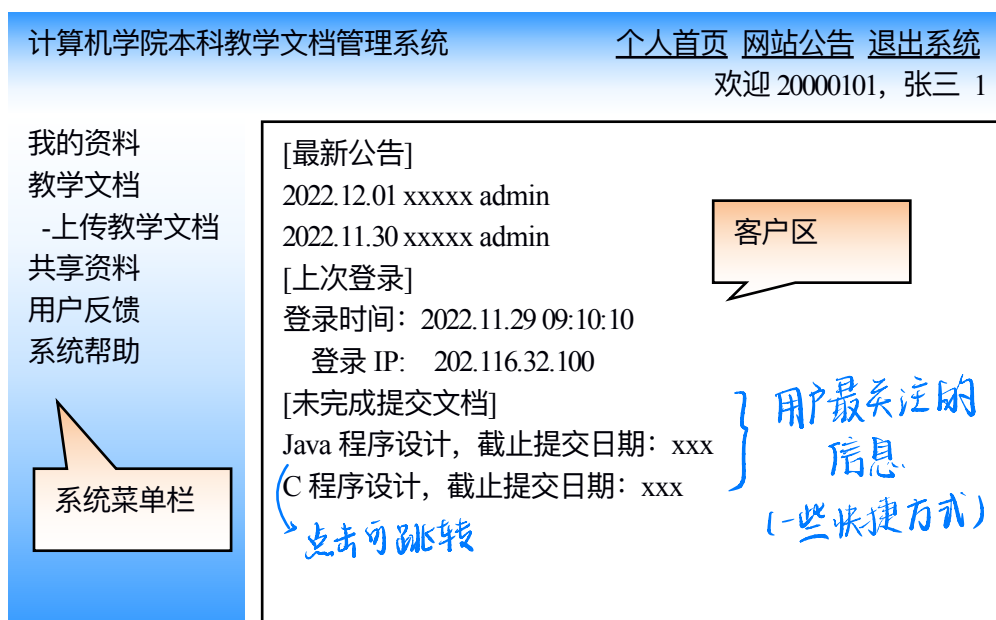 计算机学院本科教学文档管理系统
个人首页 网站公告 退出系统
欢迎 20000101，张三 1
我的资料
教学文档
-上传教学文档
共享资料
用户反馈
系统帮助
系统菜单栏
[最新公告]
2022.12.01 xxxxx admin
2022.11.30 xxxxx admin
客户区
[上次登录]
登录时间：2022.11.29 09:10:10
登录 IP: 202.116.32.100
[未完成提交文档]
Java 程序设计，截止提交日期：xxx
C 程序设计，截止提交日期：xxx
点击可跳转
用户最关注的
信息.
(一些快捷方式)